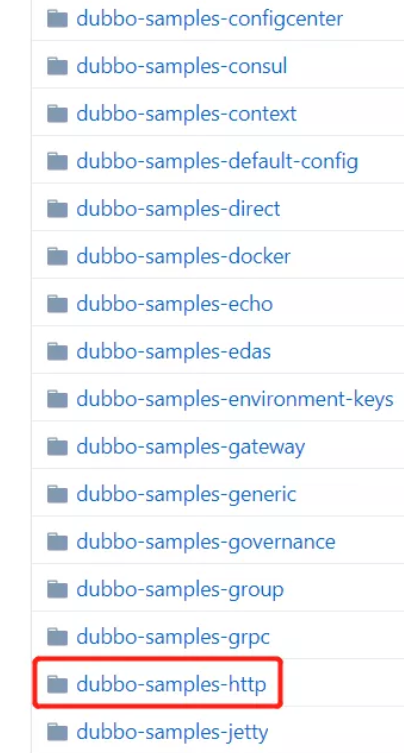 dubbo-samples-configcenter
dubbo-samples-consul
dubbo-samples-context
dubbo-samples-default-config
dubbo-samples-direct
dubbo-samples-docker
dubbo-samples-echo
dubbo-samples-edas
dubbo-samples-environment-keys
dubbo-samples-gateway
dubbo-samples-generic
dubbo-samples-governance
dubbo-samples-group
dubbo-samples-grpc
dubbo-samples-http
dubbo-samples-jetty